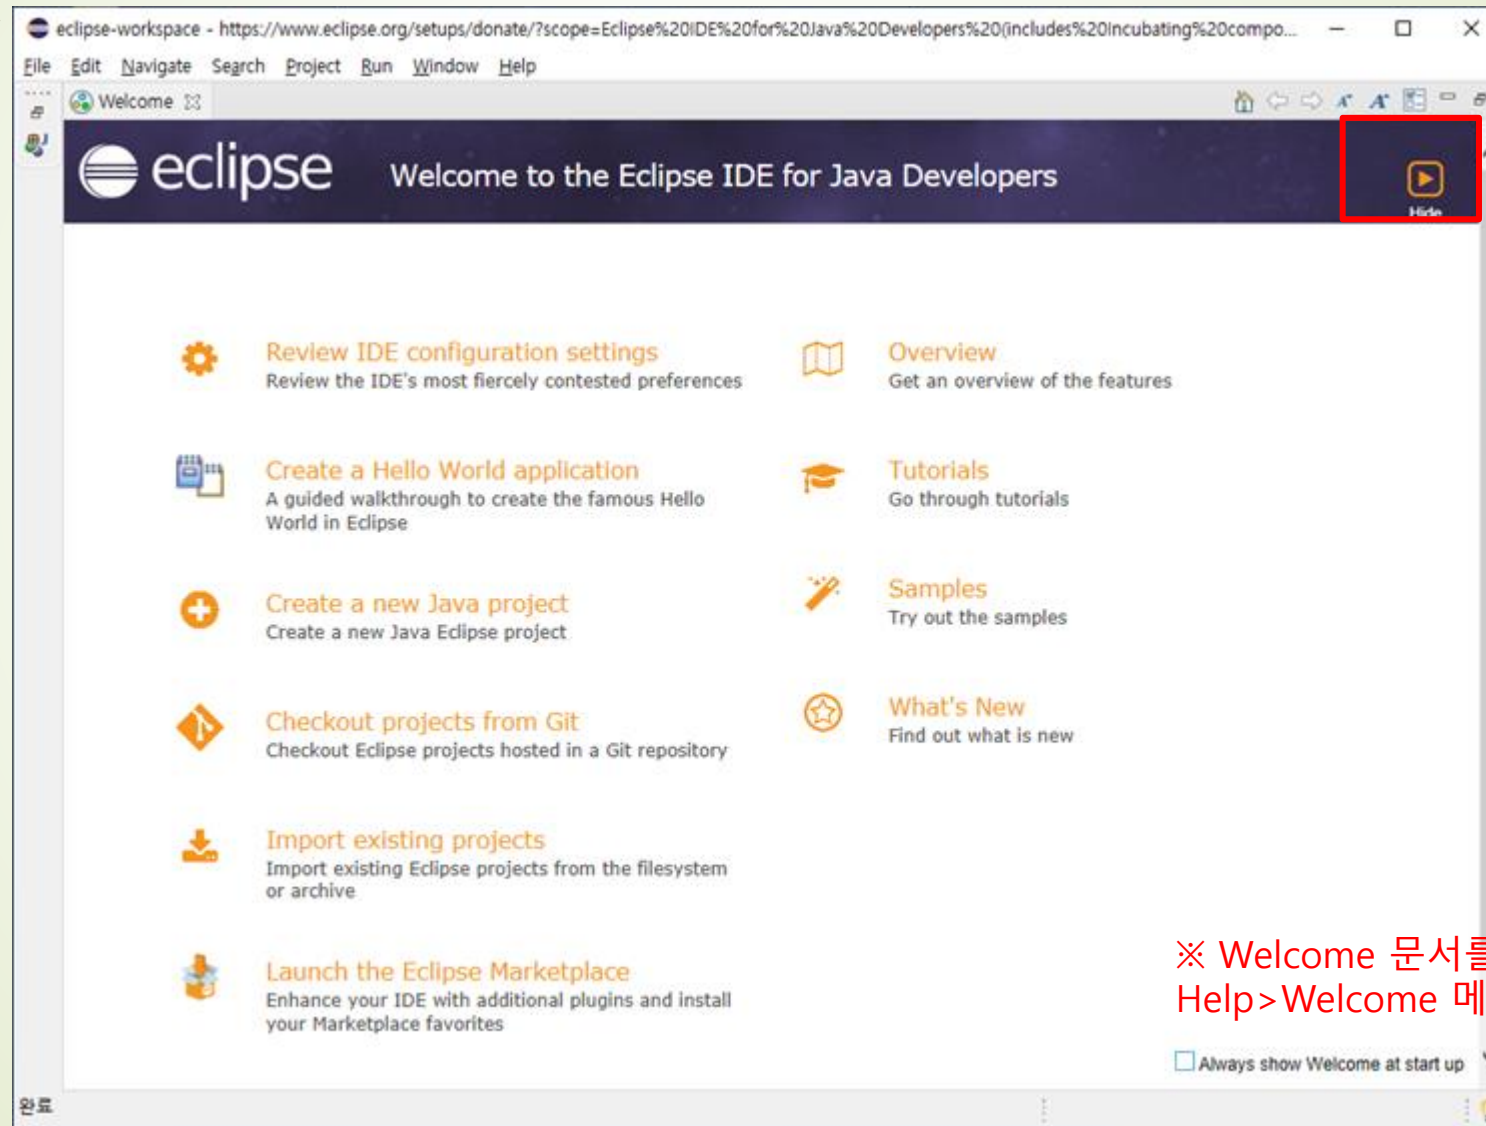 eclipse-workspace - https://www.eclipse.org/setups/donate/?scope=Eclipse%20IDE%20for%20Java%20Developers%20(includes%20Incubating%20compo...
File Edit Navigate Search Project Run Window Help
Welcome
eclipse Welcome to the Eclipse IDE for Java Developers
Hide
Review IDE configuration settings
Review the IDE's most fiercely contested preferences
Overview
Get an overview of the features
Create a Hello World application
A guided walkthrough to create the famous Hello
World in Eclipse
Tutorials
Go through tutorials
Create a new Java project
Create a new Java Eclipse project
Samples
Try out the samples
Checkout projects from Git
Checkout Eclipse projects hosted in a Git repository
What's New
Find out what is new
Import existing projects
Import existing Eclipse projects from the filesystem
or archive
Launch the Eclipse Marketplace
Enhance your IDE with additional plugins and install
your Marketplace favorites
※ Welcome 문서를
Help>Welcome 메
Always show Welcome at start up
완료